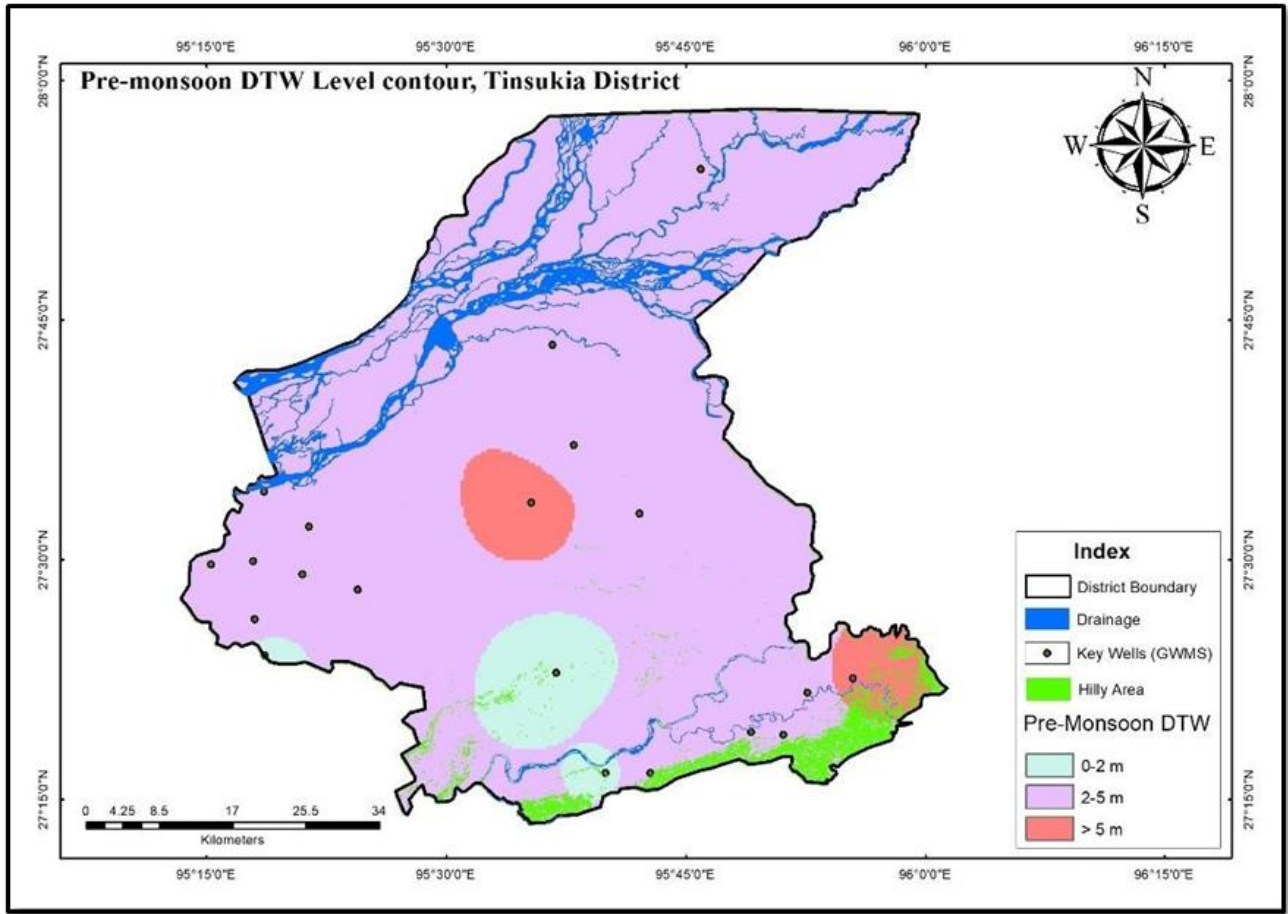 95°15'0"E 95°30'0"E 95°45'0"E 96°0'0"E 96°15'0"E
Pre-monsoon DTW Level contour, Tinsukia District
28°0'0"N
28°0'0"N
N
W E
S
27°45'0"N
27°45'0"N
27°30'0"N
27°30'0"N
Index
District Boundary
Drainage
Key Wells (GWMS)
Hilly Area
Pre-Monsoon DTW
0-2 m
2-5 m
> 5 m
27°15'0"N
27°15'0"N
0 4.25 8.5 17 25.5 34
Kilometers
95°15'0"E 95°30'0"E 95°45'0"E 96°0'0"E 96°15'0"E